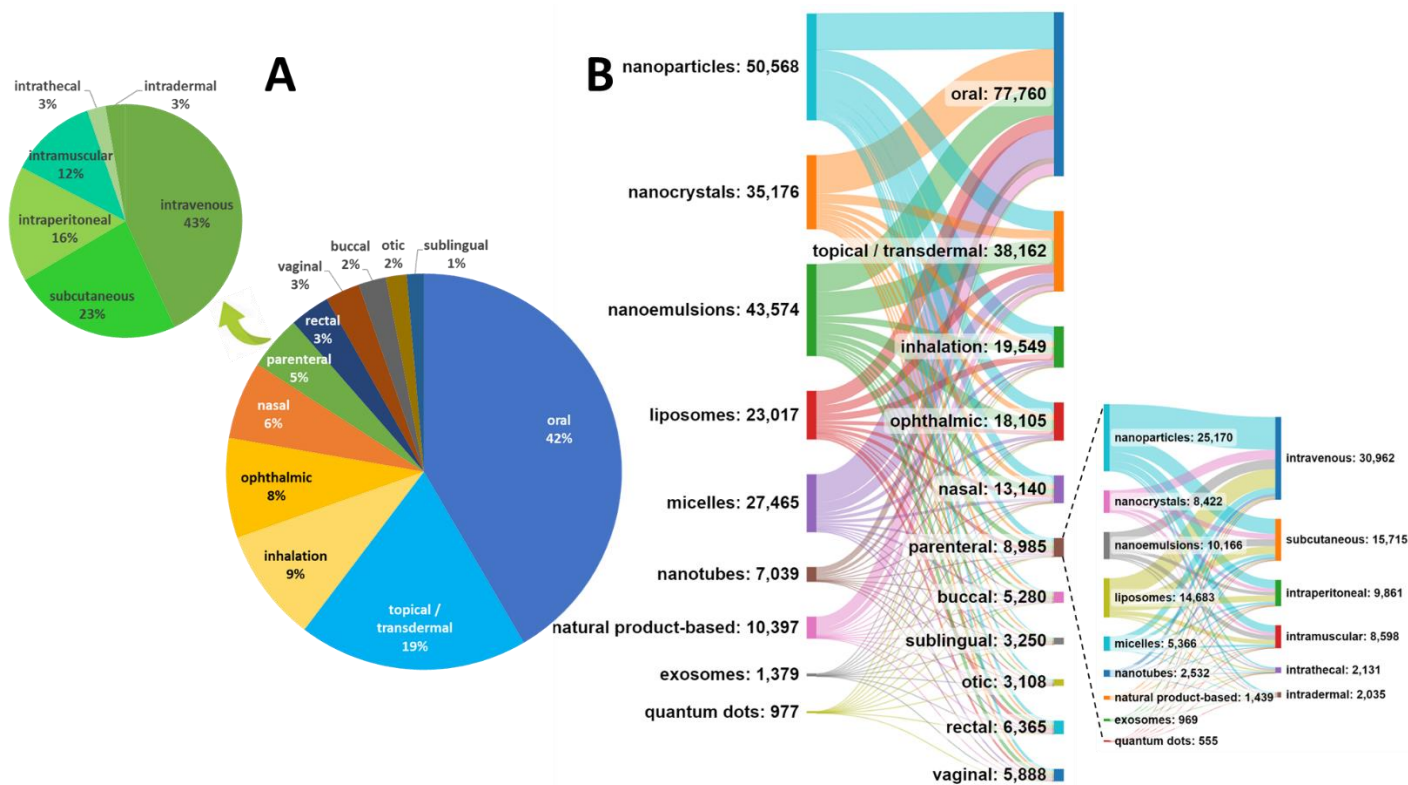 A
intrathecal
3%
intradermal
3%
intramuscular
12%
intravenous
43%
intraperitoneal
16%
subcutaneous
23%
sublingual
1%
otic
2%
buccal
2%
vaginal
3%
rectal
3%
parenteral
5%
nasal
6%
ophthalmic
8%
inhalation
9%
topical /
transdermal
19%
oral
42%
B
nanoparticles: 50,568
nanocrystals: 35,176
nanoemulsions: 43,574
liposomes: 23,017
micelles: 27,465
nanotubes: 7,039
natural product-based: 10,397
exosomes: 1,379
quantum dots: 977
oral: 77,760
topical / transdermal: 38,162
inhalation: 19,549
ophthalmic: 18,105
nasal: 13,140
parenteral: 8,985
buccal: 5,280
sublingual: 3,250
otic: 3,108
rectal: 6,365
vaginal: 5,888
nanoparticles: 25,170
nanocrystals: 8,422
nanoemulsions: 10,166
liposomes: 14,683
micelles: 5,366
nanotubes: 2,532
natural product-based: 1,439
exosomes: 969
quantum dots: 555
intravenous: 30,962
subcutaneous: 15,715
intraperitoneal: 9,861
intramuscular: 8,598
intrathecal: 2,131
intradermal: 2,035